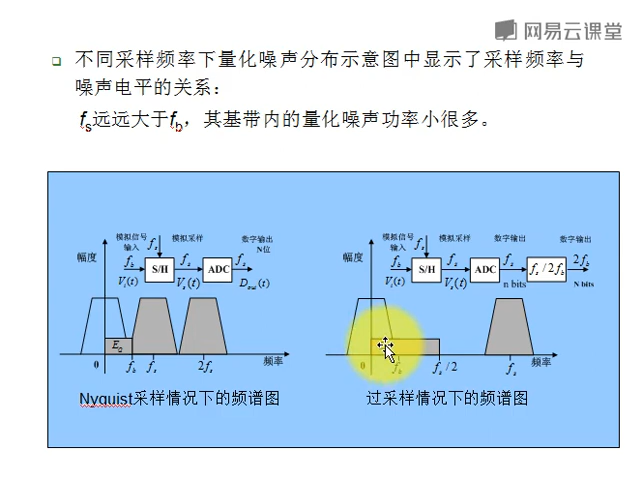 网易云课堂
不同采样频率下量化噪声分布示意图中显示了采样频率与
噪声电平的关系：
fs远远大于fb，其基带内的量化噪声功率小很多。
模拟信号 模拟采样 数字输出
输入 fs N位
幅度 fb S/H fs ADC fs
Vi(t) Vs(t) Dout(t)
EQ
0 fb fs 2fs 频率
Nyquist采样情况下的频谱图
模拟信号 模拟采样 数字输出 数字输出
输入 fs
幅度 fb S/H fs ADC fs fs/2fb 2fb
Vi(t) Vs(t) n bits N bits
0 fb fs/2 fs 频率
过采样情况下的频谱图